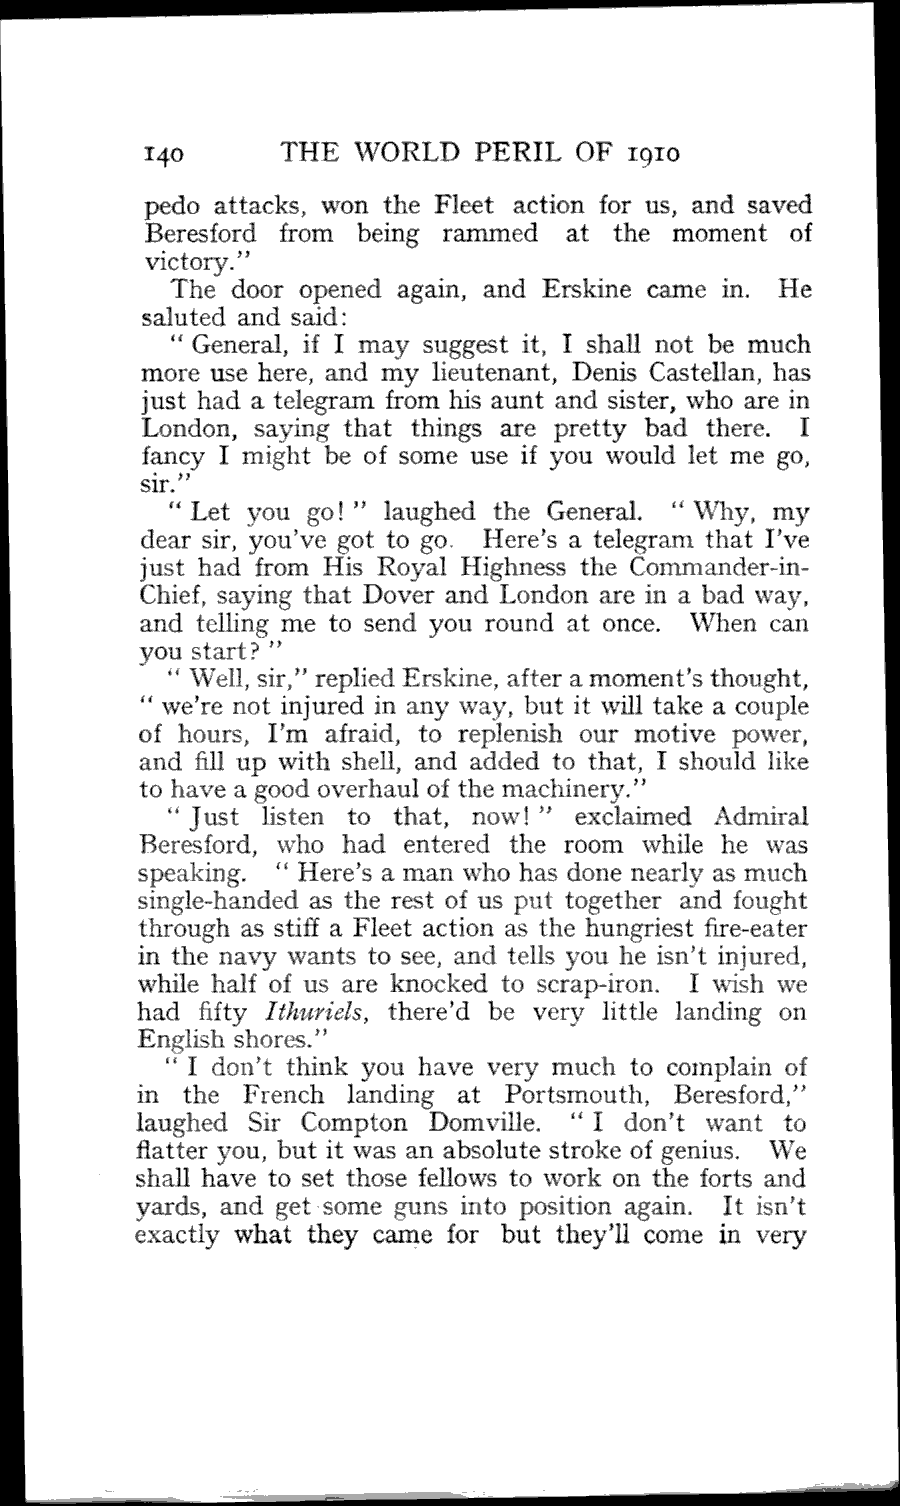 140 THE WORLD PERIL OF 1910
pedo attacks, won the Fleet action for us, and saved
Beresford from being rammed at the moment of
victory."
The door opened again, and Erskine came in. He
saluted and said:
" General, if I may suggest it, I shall not be much
more use here, and my lieutenant, Denis Castellan, has
just had a telegram from his aunt and sister, who are in
London, saying that things are pretty bad there. I
fancy I might be of some use if you would let me go,
sir."
" Let you go! " laughed the General. " Why, my
dear sir, you've got to go. Here's a telegram that I've
just had from His Royal Highness the Commander-in-
Chief, saying that Dover and London are in a bad way,
and telling me to send you round at once. When can
you start? "
" Well, sir," replied Erskine, after a moment's thought,
" we're not injured in any way, but it will take a couple
of hours, I'm afraid, to replenish our motive power,
and fill up with shell, and added to that, I should like
to have a good overhaul of the machinery."
" Just listen to that, now! " exclaimed Admiral
Beresford, who had entered the room while he was
speaking. " Here's a man who has done nearly as much
single-handed as the rest of us put together and fought
through as stiff a Fleet action as the hungriest fire-eater
in the navy wants to see, and tells you he isn't injured,
while half of us are knocked to scrap-iron. I wish we
had fifty Ithuriels, there'd be very little landing on
English shores."
" I don't think you have very much to complain of
in the French landing at Portsmouth, Beresford,"
laughed Sir Compton Domville. " I don't want to
flatter you, but it was an absolute stroke of genius. We
shall have to set those fellows to work on the forts and
yards, and get some guns into position again. It isn't
exactly what they came for but they'll come in very